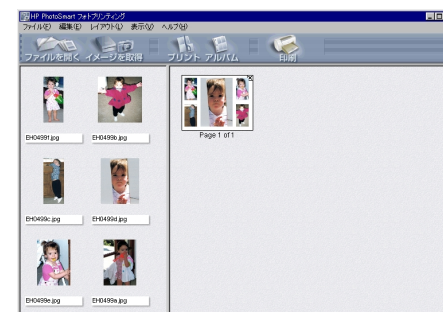 HP PhotoSmart フォトプリンティング
ファイル(F) 編集(E) レイアウト(L) 表示(V) ヘルプ(H)
ファイルを開く イメージを取得 プリント アルバム 印刷
EH04991.jpg EH0499b.jpg
Page 1 of 1
EH0499c.jpg EH0499d.jpg
EH0499e.jpg EH0499a.jpg